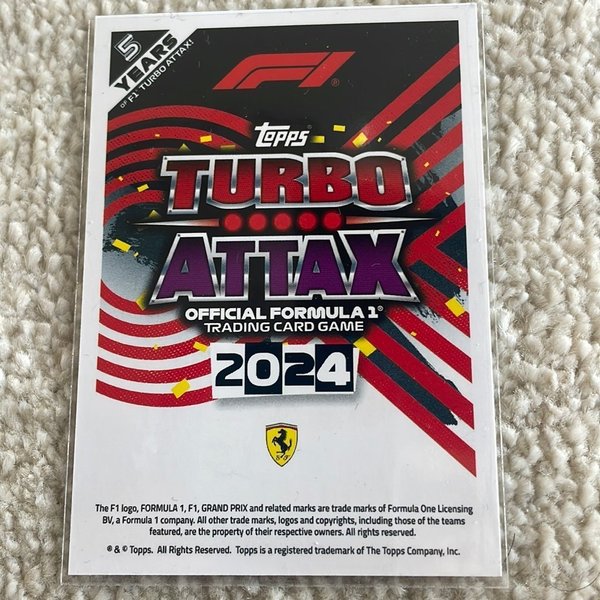 5
YEARS
OF F1® TURBO ATTAX!
F1®
Topps
TURBO
ATTAX
OFFICIAL FORMULA 1®
TRADING CARD GAME
2024
The F1 logo, FORMULA 1, F1, GRAND PRIX and related marks are trade marks of Formula One Licensing
BV, a Formula 1 company. All other trade marks, logos and copyrights, including those of the teams
featured, are the property of their respective owners. All rights reserved.
® & © Topps. All Rights Reserved. Topps is a registered trademark of The Topps Company, Inc.